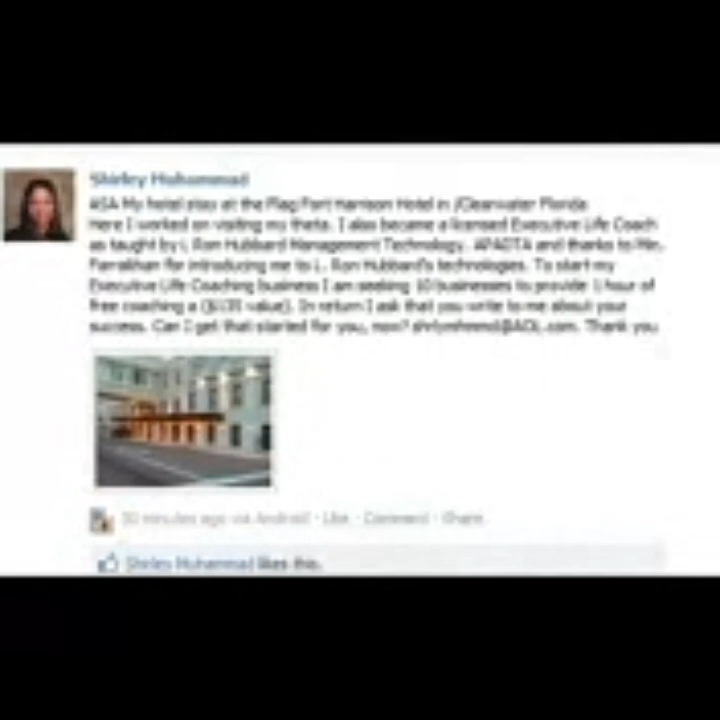 Shirley Muhammad
ASA My hotel stay at the Flag Fort Harrison Hotel in /Clearwater Florida
Here I worked on visiting my theta. I also became a licensed Executive Life Coach
as taught by L Ron Hubbard Management Technology. APAOTA and thanks to Min.
Farrakhan for introducing me to L. Ron Hubbard's technologies. To start my
Executive Life Coaching business I am seeking 10 businesses to provide 1 hour of
free coaching a ($135 value). In return I ask that you write to me about your
success. Can I get that started for you, now? Thank you
30 minutes ago via Android · Like · Comment · Share
Shirley Muhammad likes this.